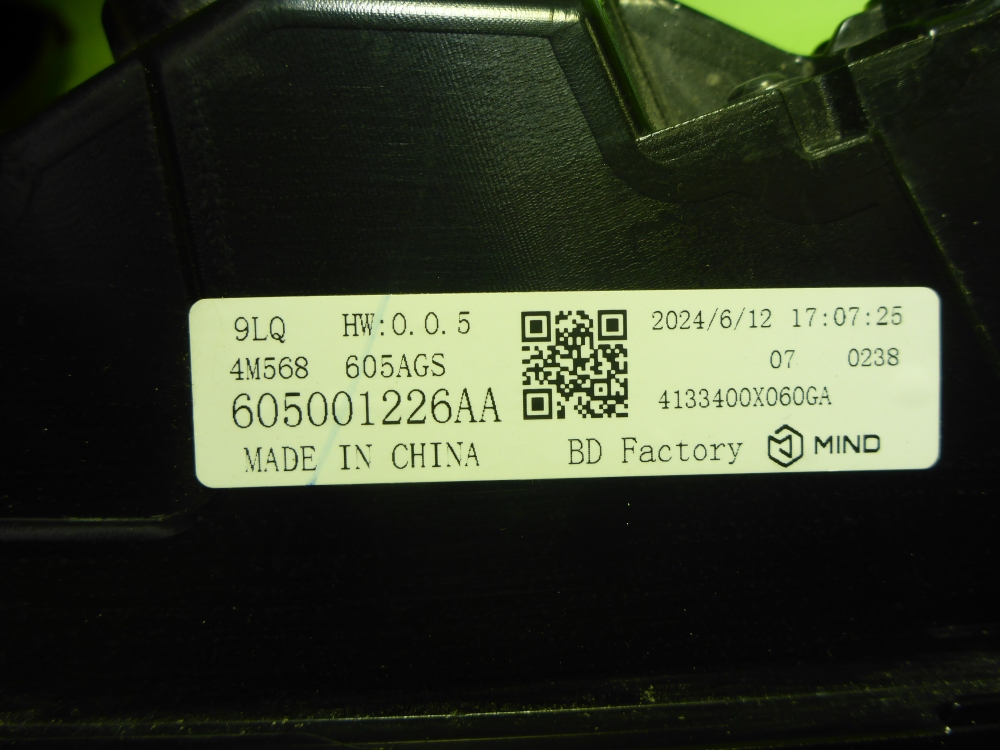 9LQ HW:0.0.5 2024/6/12 17:07:25
4M568 605AGS 07 0238
605001226AA 4133400X060GA
MADE IN CHINA BD Factory MIND